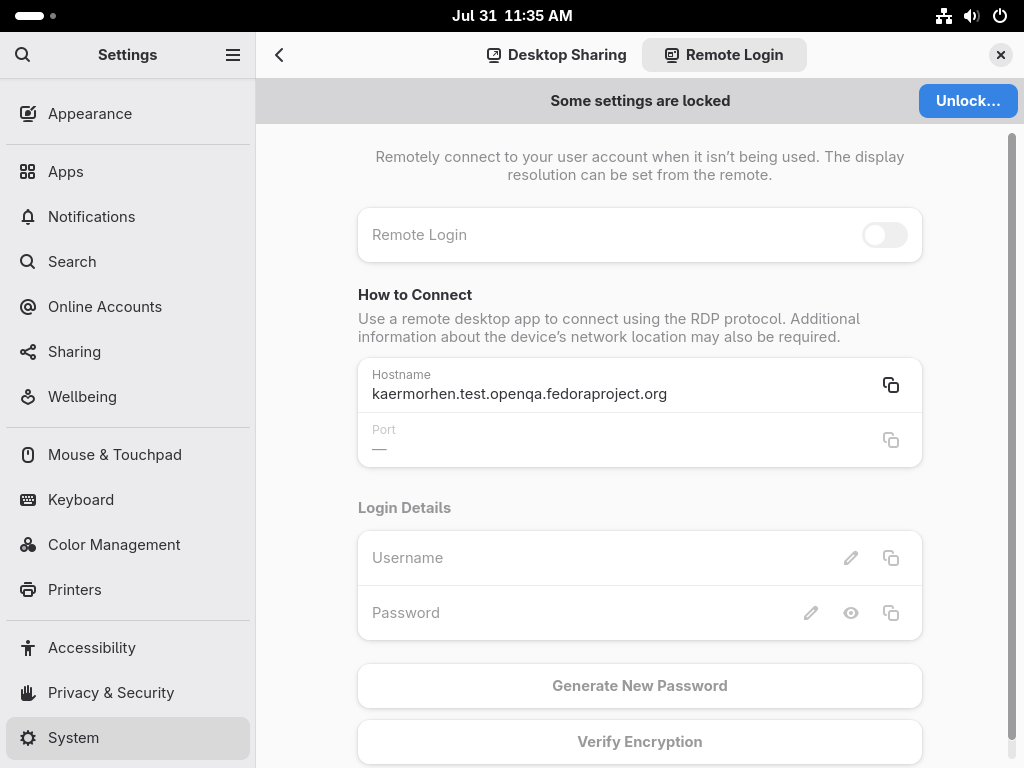 Jul 31 11:35 AM
Settings
Desktop Sharing
Remote Login
Some settings are locked
Unlock...
Appearance
Apps
Notifications
Search
Online Accounts
Sharing
Wellbeing
Mouse & Touchpad
Keyboard
Color Management
Printers
Accessibility
Privacy & Security
System
Remotely connect to your user account when it isn’t being used. The display
resolution can be set from the remote.
Remote Login
How to Connect
Use a remote desktop app to connect using the RDP protocol. Additional
information about the device’s network location may also be required.
Hostname
kaermorhen.test.openqa.fedoraproject.org
Port
—
Login Details
Username
Password
Generate New Password
Verify Encryption